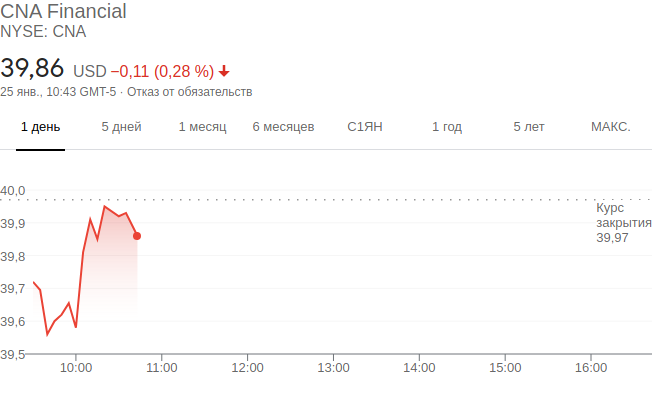 CNA Financial
NYSE: CNA
39,86 USD −0,11 (0,28 %)
25 янв., 10:43 GMT-5 · Отказ от обязательств
1 день 5 дней 1 месяц 6 месяцев С1ЯН 1 год 5 лет МАКС.
40,0
Курс
закрытия
39,97
39,9
39,8
39,7
39,6
39,5
10:00 11:00 12:00 13:00 14:00 15:00 16:00